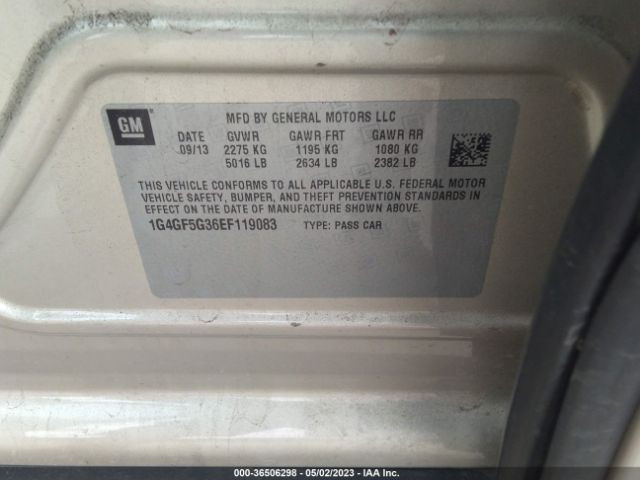 GM
MFD BY GENERAL MOTORS LLC
DATE GVWR GAWR FRT GAWR RR
09/13 2275 KG 1195 KG 1080 KG
5016 LB 2634 LB 2382 LB
THIS VEHICLE CONFORMS TO ALL APPLICABLE U.S. FEDERAL MOTOR
VEHICLE SAFETY, BUMPER, AND THEFT PREVENTION STANDARDS IN
EFFECT ON THE DATE OF MANUFACTURE SHOWN ABOVE.
1G4GF5G36EF119083 TYPE: PASS CAR
000-36506298 - 05/02/2023 - IAA Inc.